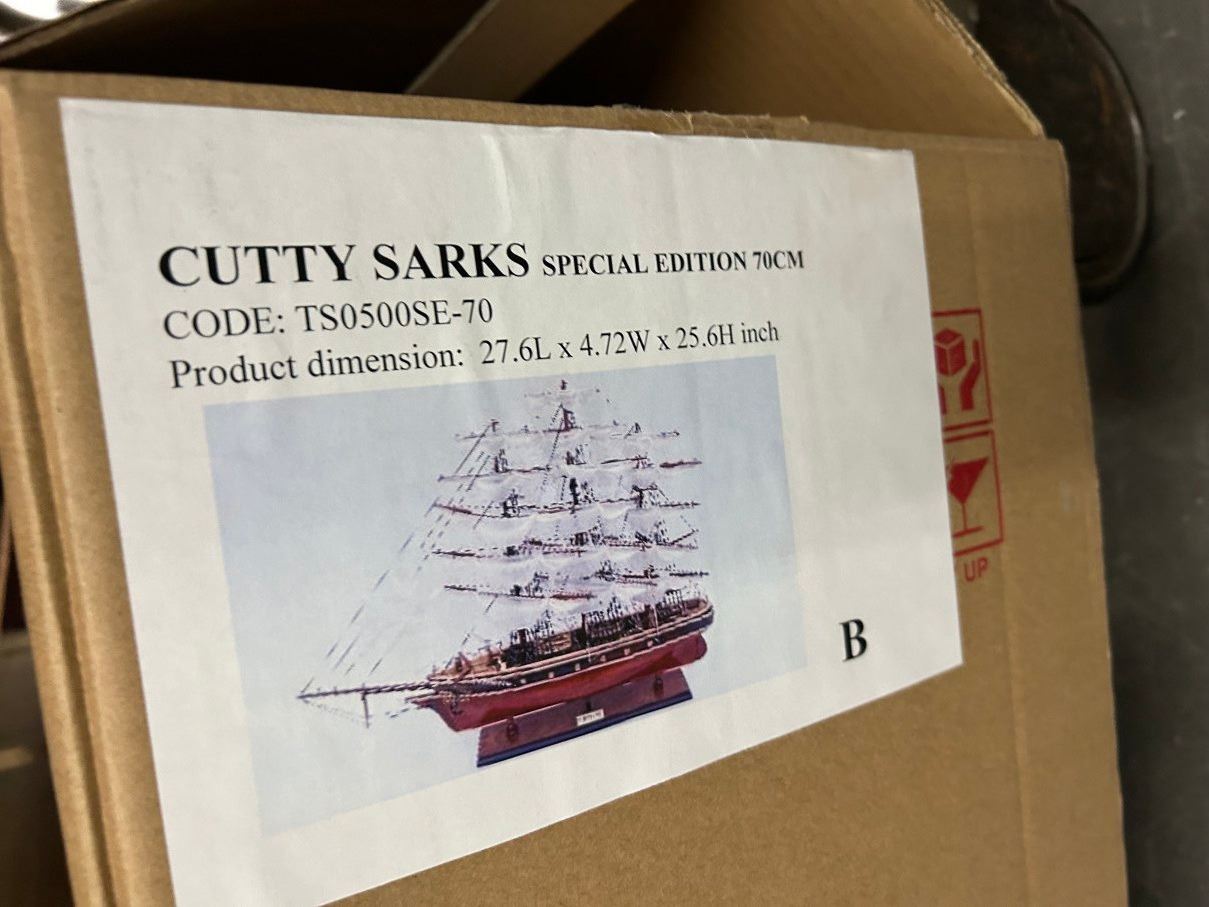 CUTTY SARKS SPECIAL EDITION 70CM
CODE: TS0500SE-70
Product dimension: 27.6L x 4.72W x 25.6H inch
B
UP